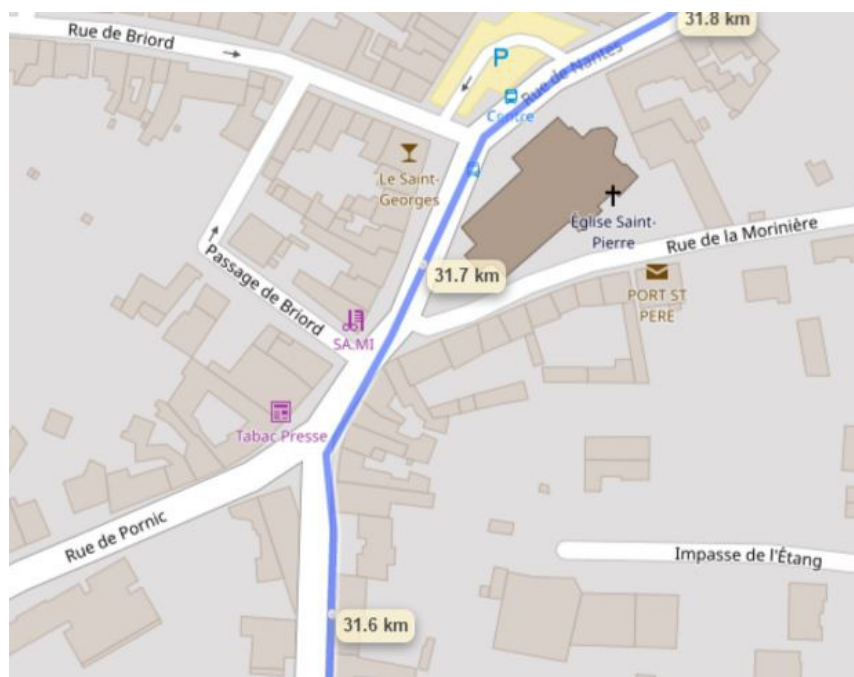 31.8 km
Rue de Briord
P
Rue de Nantes
Centre
Le Saint-
Georges
Église Saint-
Pierre
Rue de la Morinière
Passage de Briord
31.7 km
PORT ST
PERE
SA.MI
Tabac Presse
Rue de Pornic
Impasse de l'Étang
31.6 km